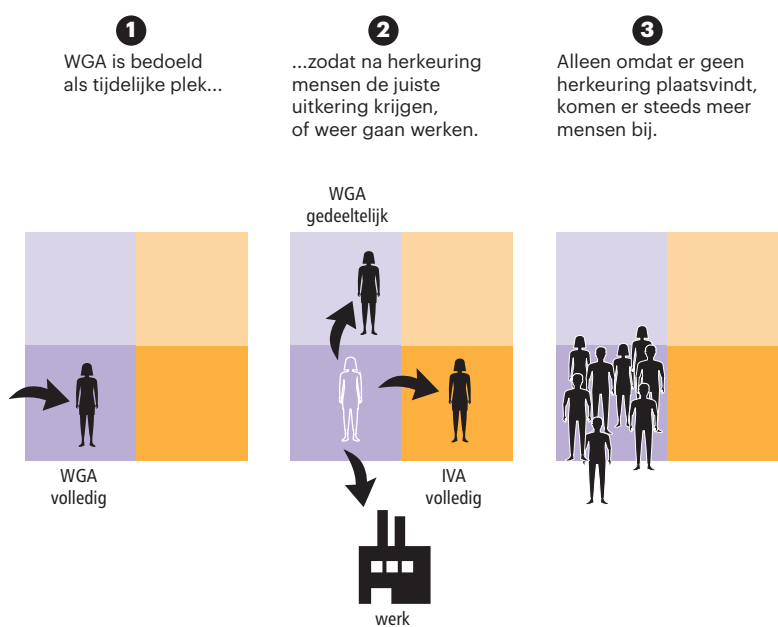 1
WGA is bedoeld
als tijdelijke plek...
2
...zodat na herkeuring
mensen de juiste
uitkering krijgen,
of weer gaan werken.
3
Alleen omdat er geen
herkeuring plaatsvindt,
komen er steeds meer
mensen bij.
WGA
volledig
WGA
gedeeltelijk
IVA
volledig
werk